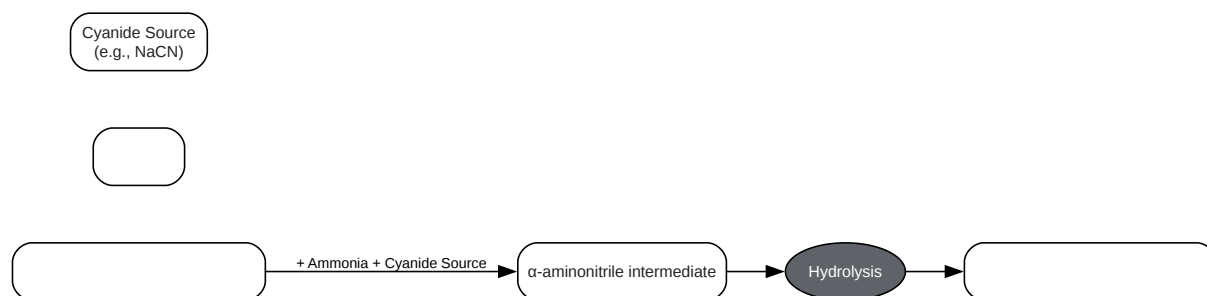 Cyanide Source
(e.g., NaCN)
+ Ammonia + Cyanide Source
α-aminonitrile intermediate
Hydrolysis